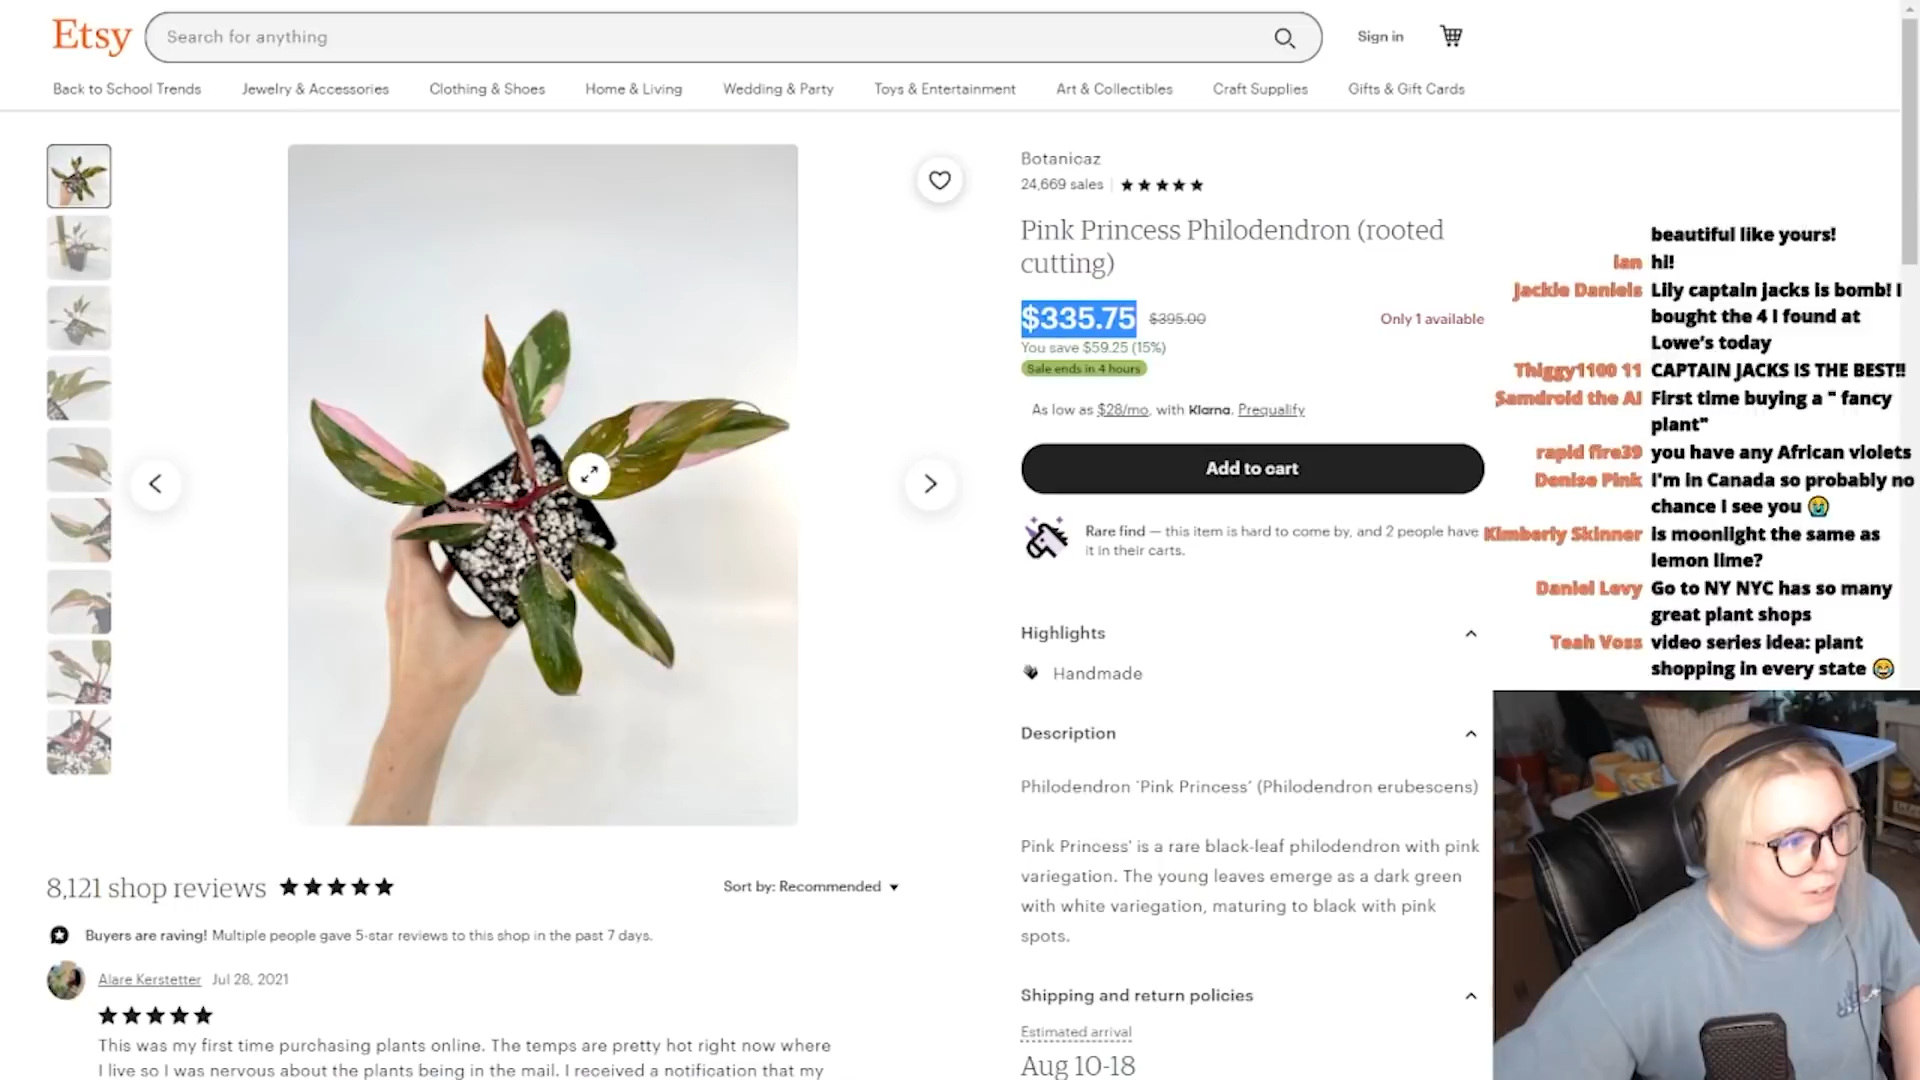 Etsy
Search for anything
Sign in
Back to School Trends
Jewelry & Accessories
Clothing & Shoes
Home & Living
Wedding & Party
Toys & Entertainment
Art & Collectibles
Craft Supplies
Gifts & Gift Cards
Botanicaz
24,669 sales
Pink Princess Philodendron (rooted
cutting)
$335.75 $395.00
Only 1 available
You save $59.25 (15%)
Sale ends in 4 hours
As low as $28/mo, with Klarna. Prequalify
Add to cart
Rare find — this item is hard to come by, and 2 people have
it in their carts.
Highlights
Handmade
Description
Philodendron 'Pink Princess' (Philodendron erubescens)
Pink Princess' is a rare black-leaf philodendron with pink
variegation. The young leaves emerge as a dark green
with white variegation, maturing to black with pink
spots.
Shipping and return policies
Estimated arrival
Aug 10-18
8,121 shop reviews
Sort by: Recommended
Buyers are raving! Multiple people gave 5-star reviews to this shop in the past 7 days.
Alare Kerstetter Jul 28, 2021
This was my first time purchasing plants online. The temps are pretty hot right now where
I live so I was nervous about the plants being in the mail. I received a notification that my
beautiful like yours!
Ian hi!
Jackie Daniels Lily captain jacks is bomb! I
bought the 4 I found at
Lowe's today
Thiggy1100 11 CAPTAIN JACKS IS THE BEST!!
Samdroid the AI First time buying a " fancy
plant"
rapid fire39 you have any African violets
Denise Pink I'm in Canada so probably no
chance I see you 😭
Kimberly Skinner is moonlight the same as
lemon lime?
Daniel Levy Go to NY NYC has so many
great plant shops
Teah Voss video series idea: plant
shopping in every state 😂